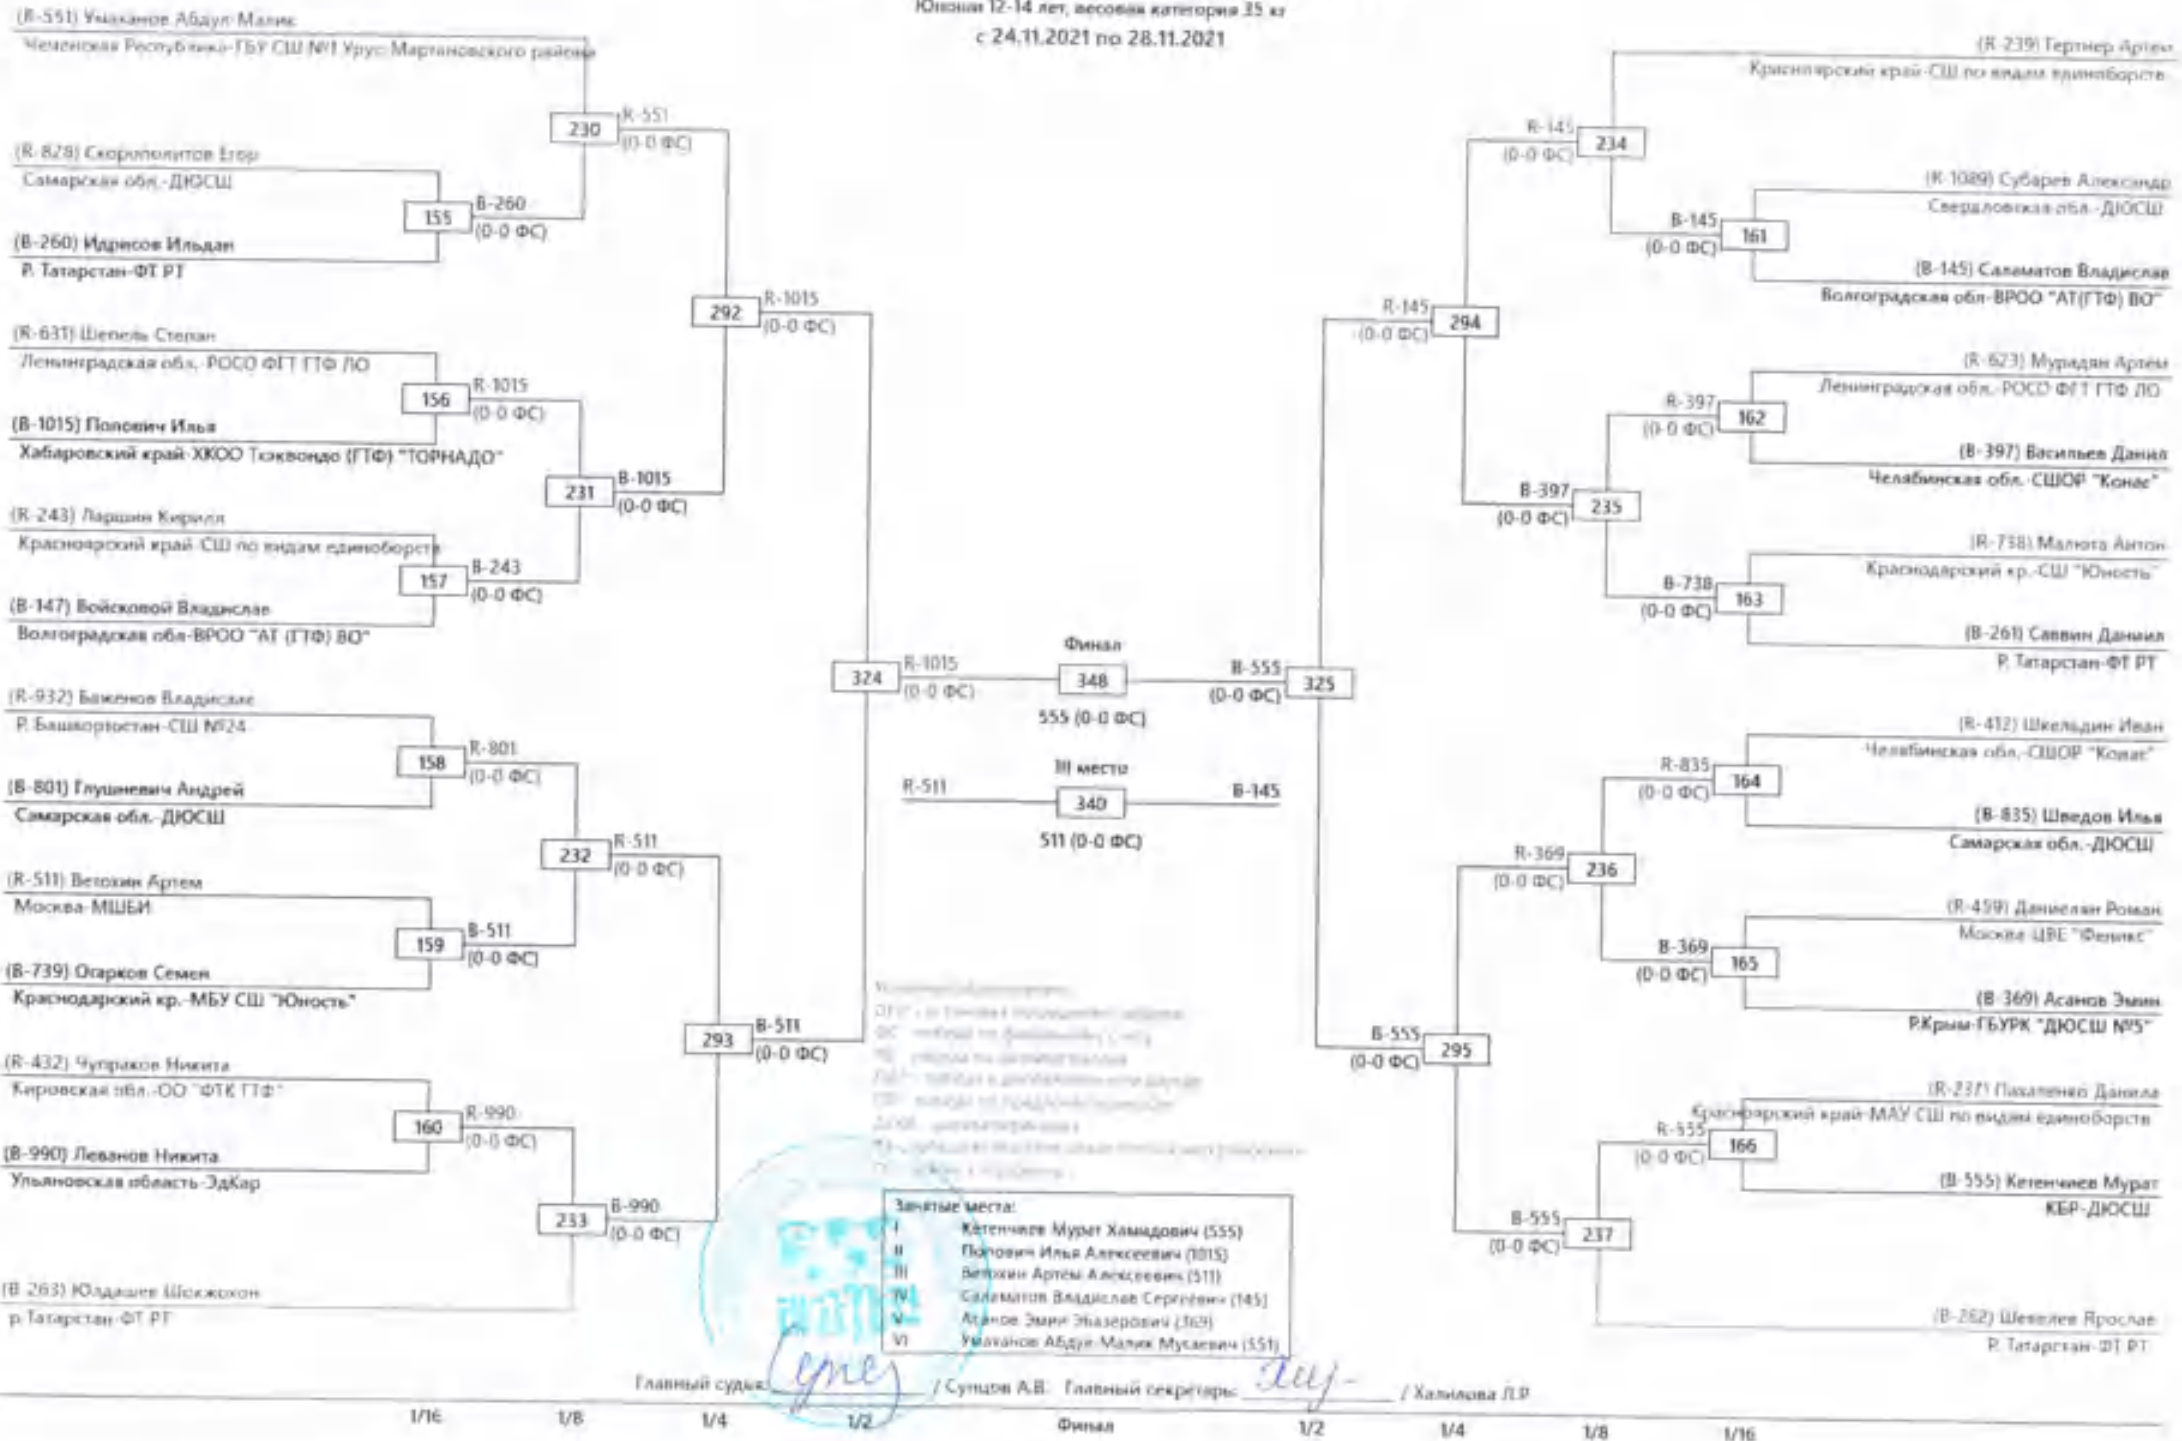 Юноши 12-14 лет, весовая категория 35 кг
с 24.11.2021 по 28.11.2021
(R-551) Умаханов Абдул-Малик
Чеченская Республика-ГБУ СШ №1 Урус-Мартановского района
230
R-551
(0-0 ФС)
(R-828) Скорополитов Егор
Самарская обл.-ДЮСШ
155
B-260
(0-0 ФС)
(B-260) Идрисов Ильдан
Р. Татарстан-ФТ РТ
292
R-1015
(0-0 ФС)
(R-631) Шепель Степан
Ленинградская обл.-РОСО ФГТ ГТФ ЛО
156
R-1015
(0-0 ФС)
(B-1015) Попович Илья
Хабаровский край-ХКОО Тхэквондо (ГТФ) "ТОРНАДО"
231
B-1015
(0-0 ФС)
(R-243) Ларшин Кирилл
Красноярский край-СШ по видам единоборств
157
B-243
(0-0 ФС)
(B-147) Войсковой Владислав
Волгоградская обл-ВРОО "АТ (ГТФ) ВО"
324
R-1015
(0-0 ФС)
(R-932) Баженов Владислав
Р. Башкортостан-СШ №24
158
R-801
(0-0 ФС)
(B-801) Глушневич Андрей
Самарская обл.-ДЮСШ
232
R-511
(0-0 ФС)
(R-511) Ветохин Артем
Москва-МШБИ
159
B-511
(0-0 ФС)
(B-739) Огарков Семен
Краснодарский кр.-МБУ СШ "Юность"
293
B-511
(0-0 ФС)
(R-432) Чупраков Никита
Кировская обл.-ОО "ФТК ГТФ"
160
R-990
(0-0 ФС)
(B-990) Леванов Никита
Ульяновская область-ЭдКар
233
B-990
(0-0 ФС)
(B-263) Юлдашев Шохжохон
р.Татарстан-ФТ РТ
Финал
348
555 (0-0 ФС)
III место
R-511
340
B-145
511 (0-0 ФС)
(R-239) Гертнер Артем
Красноярский край-СШ по видам единоборств
R-145
(0-0 ФС)
234
(R-1089) Субарев Александр
Свердловская обл.-ДЮСШ
B-145
(0-0 ФС)
161
(B-145) Саламатов Владислав
Волгоградская обл-ВРОО "АТ(ГТФ) ВО"
R-145
(0-0 ФС)
294
(R-623) Мурадян Артем
Ленинградская обл.-РОСО ФГТ ГТФ ЛО
R-397
(0-0 ФС)
162
(B-397) Васильев Данил
Челябинская обл.-СШОР "Конас"
B-397
(0-0 ФС)
235
(R-738) Малюта Антон
Краснодарский кр.-СШ "Юность"
B-738
(0-0 ФС)
163
(B-261) Саввин Даниил
Р. Татарстан-ФТ РТ
B-555
(0-0 ФС)
325
(R-412) Шкельдин Иван
Челябинская обл.-СШОР "Конас"
R-835
(0-0 ФС)
164
(B-835) Шведов Илья
Самарская обл.-ДЮСШ
R-369
(0-0 ФС)
236
(R-459) Даниелян Роман
Москва-ЦВЕ "Феникс"
B-369
(0-0 ФС)
165
(B-369) Асанов Эмин
Р.Крым-ГБУРК "ДЮСШ №5"
B-555
(0-0 ФС)
295
(R-237) Пахаленко Данила
Красноярский край-МАУ СШ по видам единоборств
R-555
(0-0 ФС)
166
(B-555) Кетенчиев Мурат
КБР-ДЮСШ
B-555
(0-0 ФС)
237
(B-262) Шевелев Ярослав
Р. Татарстан-ФТ РТ
Занятые места:
I Кетенчиев Мурат Хамидович (555)
II Попович Илья Алексеевич (1015)
III Ветохин Артём Алексеевич (511)
IV Саламатов Владислав Сергеевич (145)
V Асанов Эмин Эбазерович (369)
VI Умаханов Абдул-Малик Мусаевич (551)
Главный судья: / Сунцов А.В. Главный секретарь: / Халилова Л.Р.
1/16 1/8 1/4 1/2 Финал 1/2 1/4 1/8 1/16